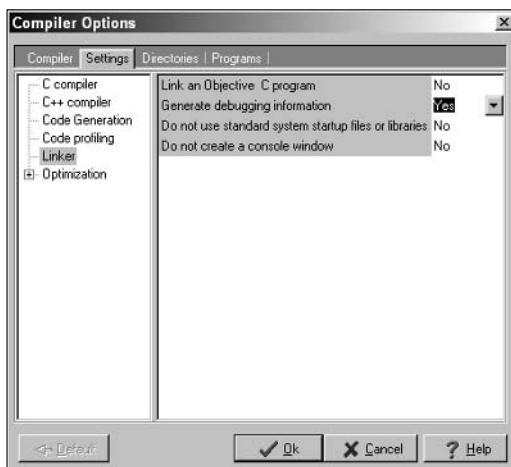 Compiler Options
Compiler Settings Directories Programs
C compiler
C++ compiler
Code Generation
Code profiling
Linker
Optimization
Link an Objective C program No
Generate debugging information Yes
Do not use standard system startup files or libraries No
Do not create a console window No
Default Ok Cancel Help